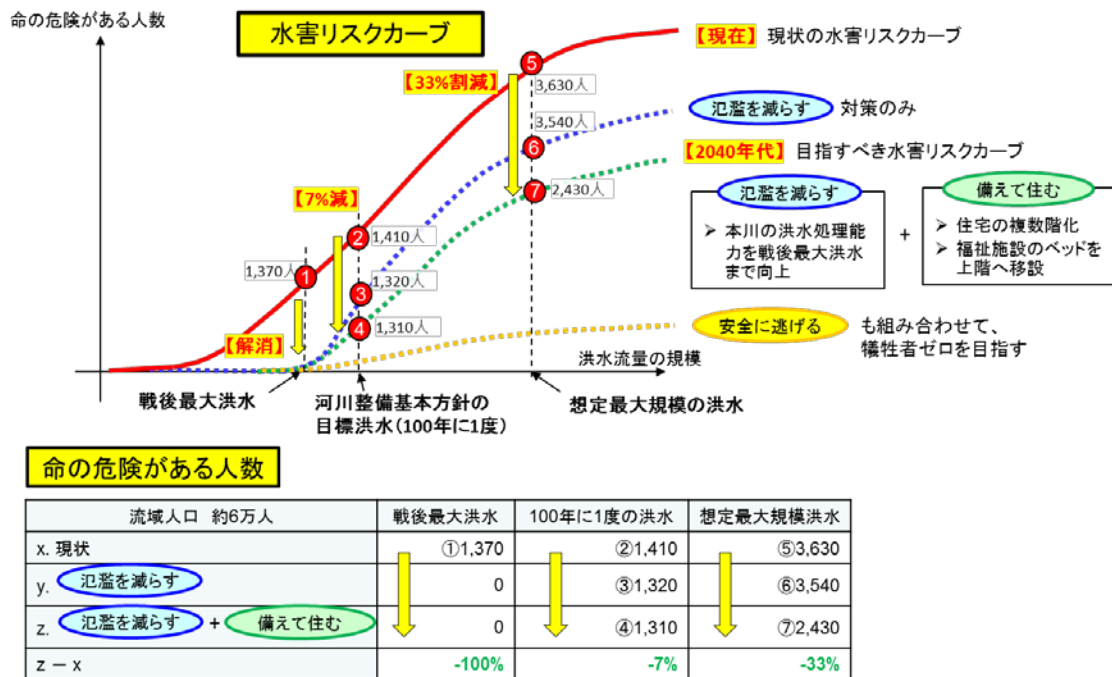 命の危険がある人数
水害リスクカーブ
【現在】 現状の水害リスクカーブ
【33%割減】
⑤
3,630人
3,540人
⑥
氾濫を減らす 対策のみ
【2040年代】 目指すべき水害リスクカーブ
⑦ 2,430人
氾濫を減らす
➢ 本川の洪水処理能
力を戦後最大洪水
まで向上
+
備えて住む
➢ 住宅の複数階化
➢ 福祉施設のベッドを
上階へ移設
【7%減】
② 1,410人
1,370人 ①
1,320人
③
④ 1,310人
【解消】
安全に逃げる も組み合わせて、
犠牲者ゼロを目指す
洪水流量の規模
戦後最大洪水
河川整備基本方針の
目標洪水(100年に1度)
想定最大規模の洪水
命の危険がある人数
流域人口 約6万人 戦後最大洪水 100年に1度の洪水 想定最大規模洪水
x. 現状 ①1,370 ②1,410 ⑤3,630
y. 氾濫を減らす 0 ③1,320 ⑥3,540
z. 氾濫を減らす + 備えて住む 0 ④1,310 ⑦2,430
z － x -100% -7% -33%